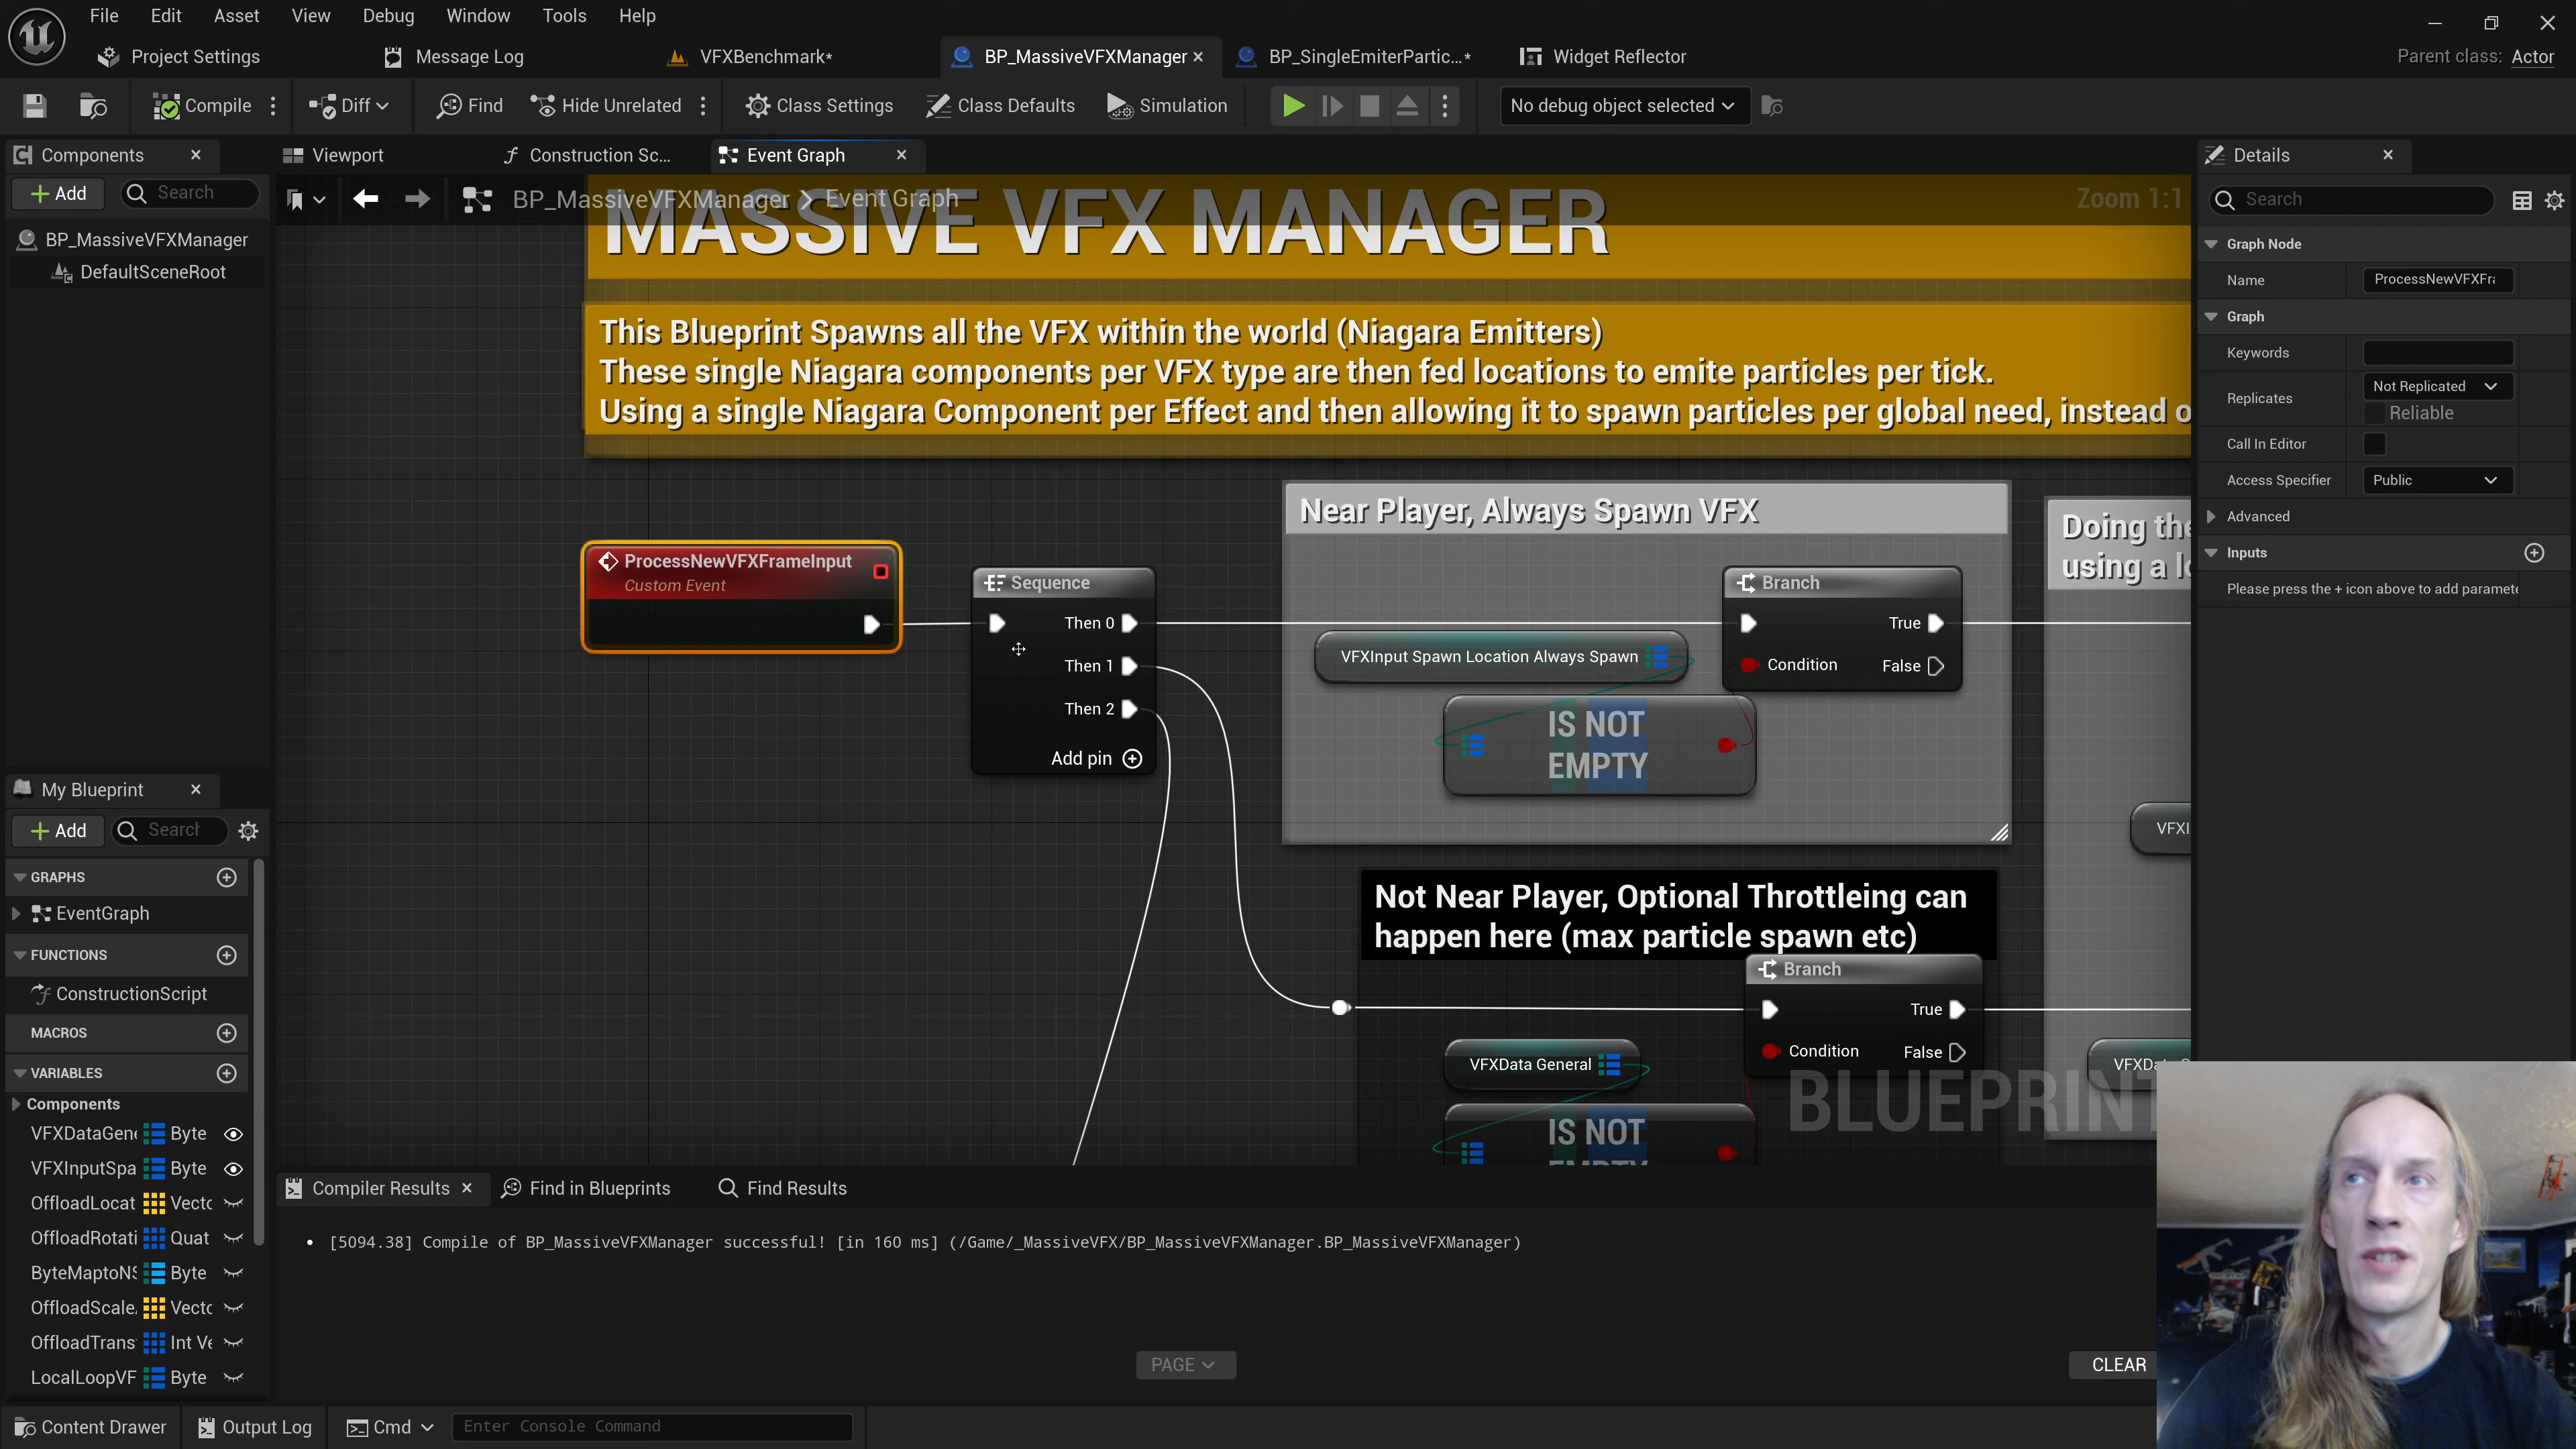 File Edit Asset View Debug Window Tools Help
Project Settings Message Log VFXBenchmark* BP_MassiveVFXManager BP_SingleEmiterPartic...* Widget Reflector Parent class: Actor
Compile Diff Find Hide Unrelated Class Settings Class Defaults Simulation No debug object selected
Components Viewport Construction Sc... Event Graph Details
Add Search BP_MassiveVFXManager > Event Graph Zoom 1:1 Search
MASSIVE VFX MANAGER
BP_MassiveVFXManager
DefaultSceneRoot
This Blueprint Spawns all the VFX within the world (Niagara Emitters)
These single Niagara components per VFX type are then fed locations to emite particles per tick.
Using a single Niagara Component per Effect and then allowing it to spawn particles per global need, instead o
Graph Node
Name ProcessNewVFXFr
Graph
Keywords
Replicates Not Replicated
Reliable
Call In Editor
Access Specifier Public
Advanced
Inputs
Please press the + icon above to add paramete
Near Player, Always Spawn VFX
Doing the
using a l
ProcessNewVFXFrameInput
Custom Event
Sequence
Then 0
Then 1
Then 2
Add pin
Branch
True
Condition False
VFXInput Spawn Location Always Spawn
IS NOT
EMPTY
VFXI
Not Near Player, Optional Throttleing can
happen here (max particle spawn etc)
Branch
True
Condition False
VFXData General
IS NOT
EMPTY
VFXDa
BLUEPRINT
My Blueprint
Add Search
GRAPHS
EventGraph
FUNCTIONS
ConstructionScript
MACROS
VARIABLES
Components
VFXDataGene Byte
VFXInputSpa Byte
OffloadLocat Vecto
OffloadRotati Quat
ByteMaptoNS Byte
OffloadScale Vecto
OffloadTrans Int Ve
LocalLoopVF Byte
Compiler Results Find in Blueprints Find Results
[5094.38] Compile of BP_MassiveVFXManager successful! [in 160 ms] (/Game/_MassiveVFX/BP_MassiveVFXManager.BP_MassiveVFXManager)
PAGE CLEAR
Content Drawer Output Log Cmd Enter Console Command